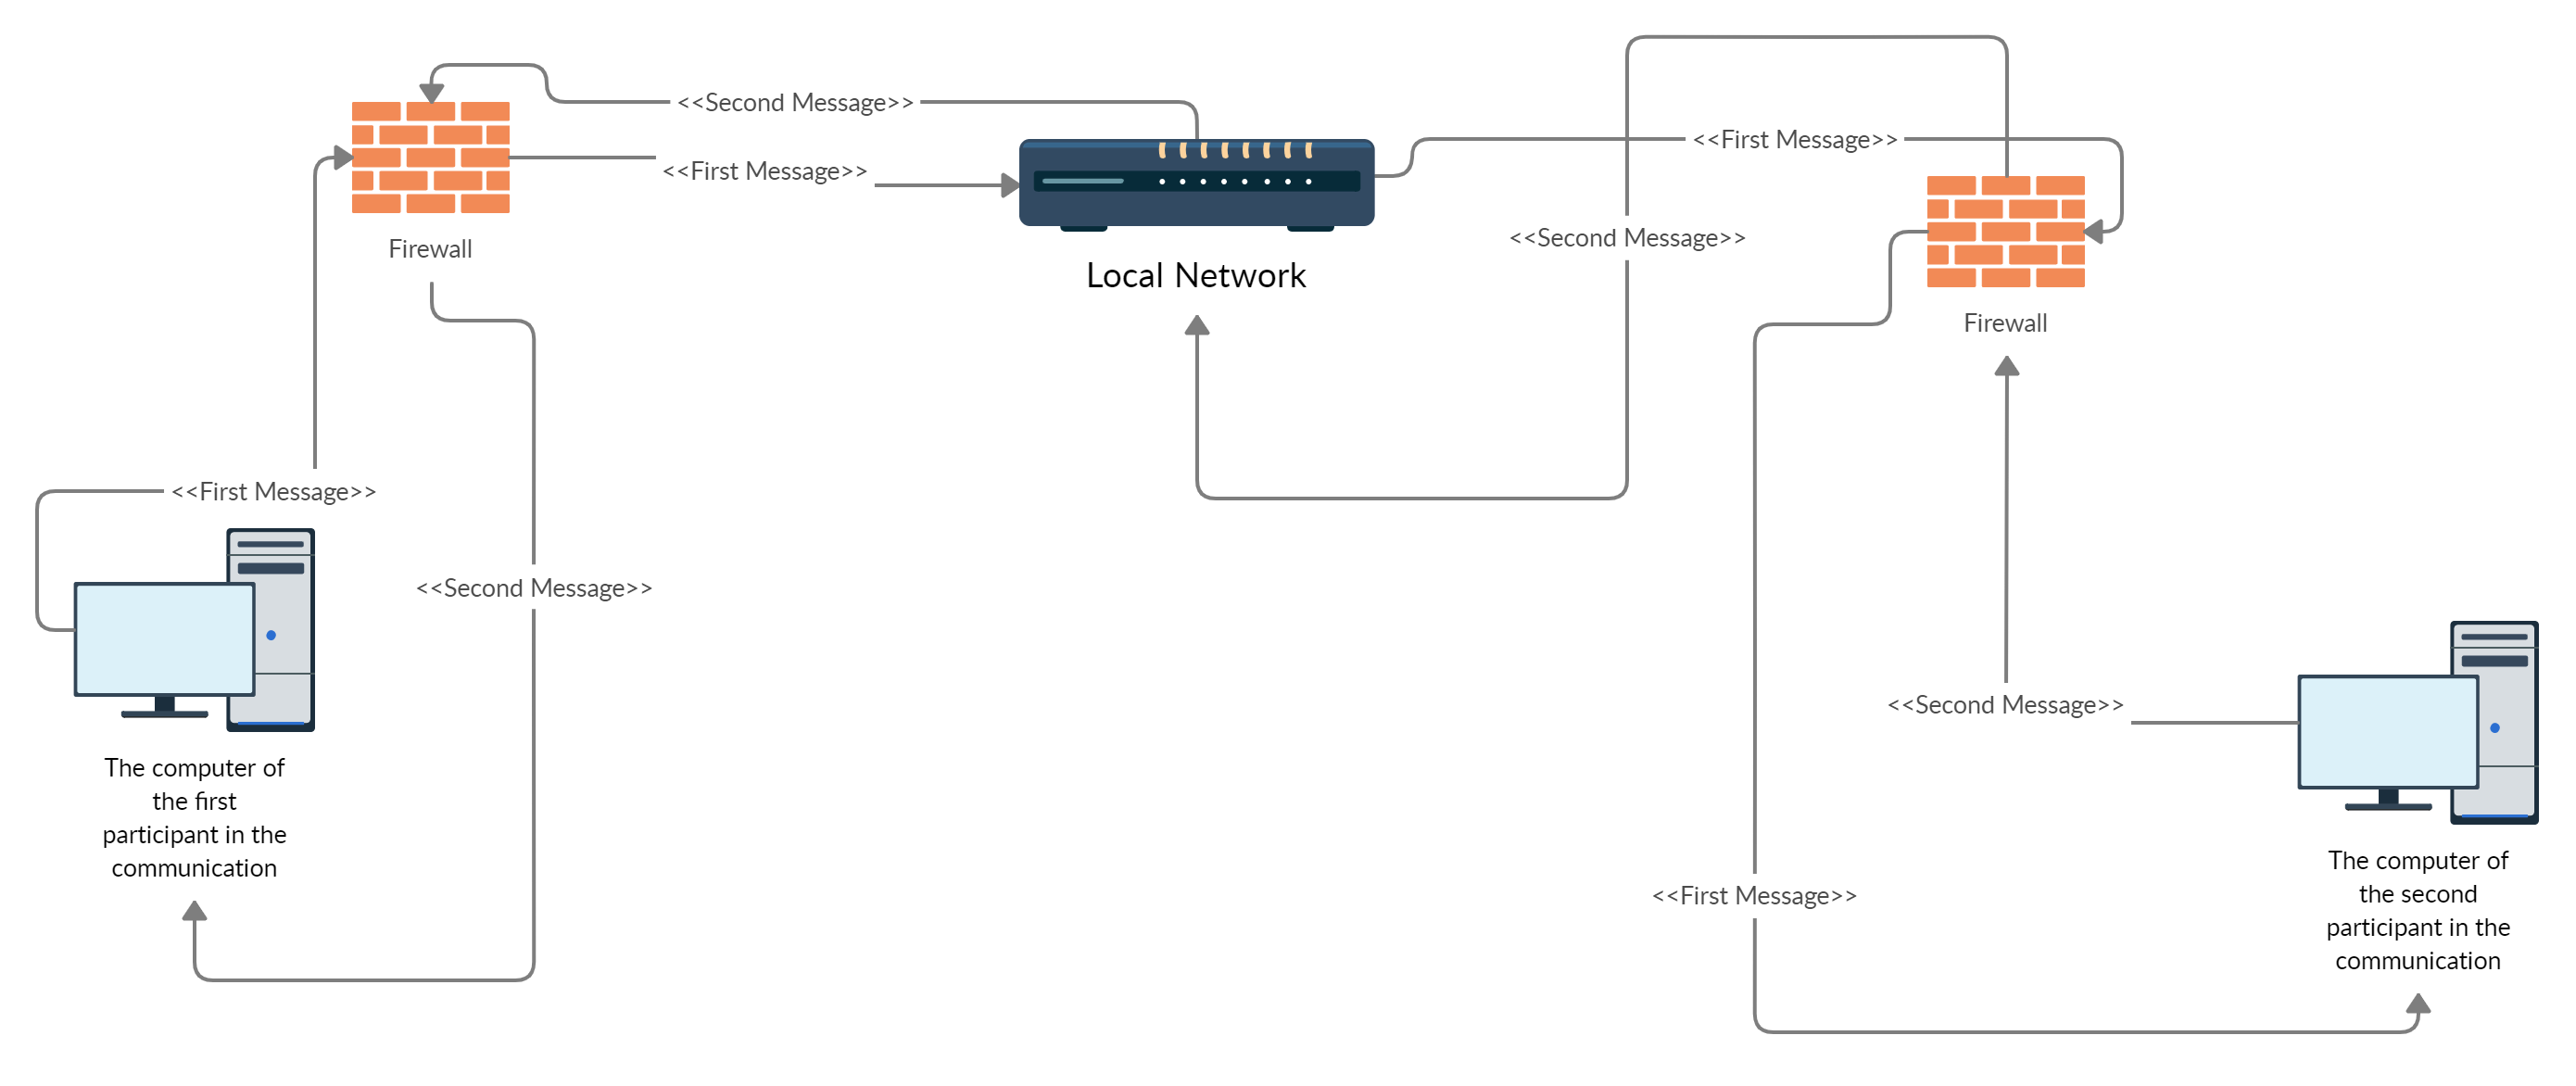 <<Second Message>>
<<First Message>>
<<First Message>>
<<Second Message>>
Firewall
Local Network
Firewall
<<First Message>>
<<Second Message>>
<<Second Message>>
The computer of
the first
participant in the
communication
<<First Message>>
The computer of
the second
participant in the
communication